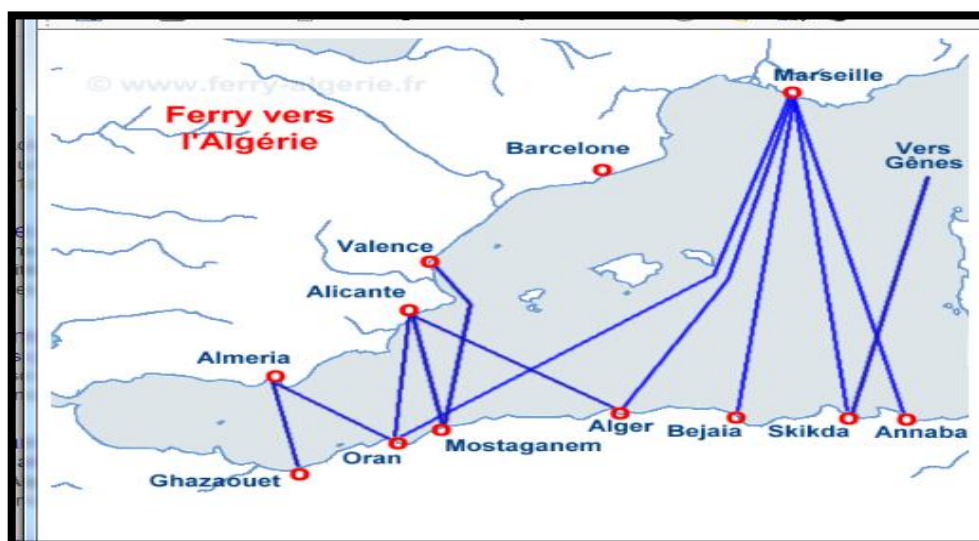 © www.ferry-algerie.fr
Ferry vers
l'Algérie
Marseille
Barcelone
Vers
Gênes
Valence
Alicante
Almeria
Ghazaouet
Oran
Mostaganem
Alger
Bejaia
Skikda
Annaba